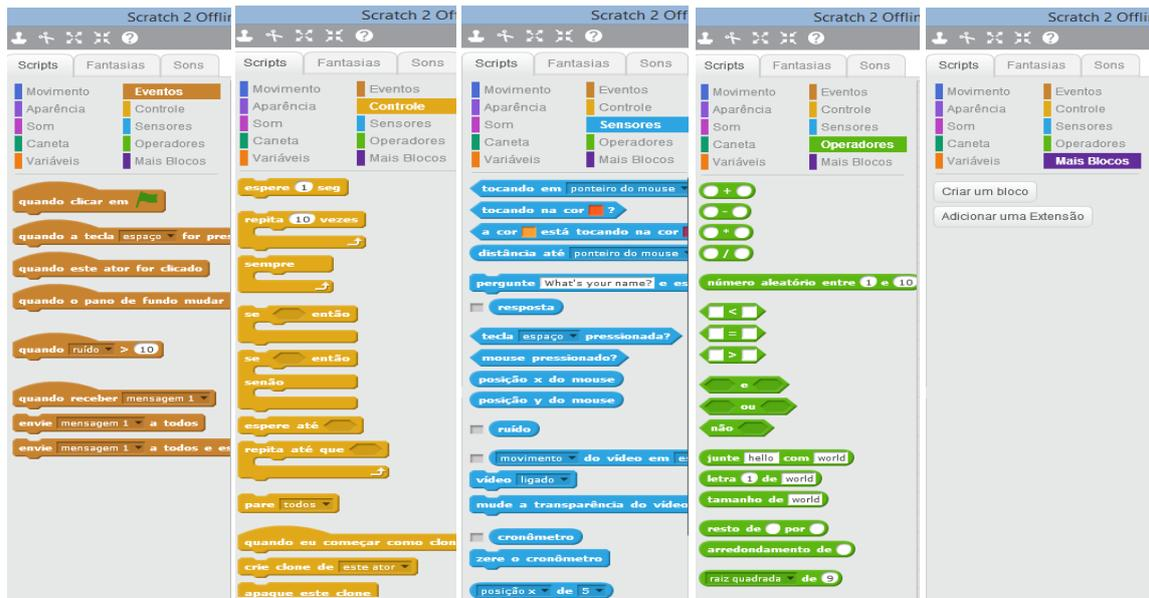 Scratch 2 Offlin
Scripts Fantasias Sons
Movimento Eventos
Aparência Controle
Som Sensores
Caneta Operadores
Variáveis Mais Blocos
quando clicar em
quando a tecla espaço for pres
quando este ator for clicado
quando o pano de fundo mudar
quando ruído > 10
quando receber mensagem 1
envie mensagem 1 a todos
envie mensagem 1 a todos e es
Scratch 2 Off
Scripts Fantasias Sons
Movimento Eventos
Aparência Controle
Som Sensores
Caneta Operadores
Variáveis Mais Blocos
espere 1 seg
repita 10 vezes
sempre
se então
se então
senão
espere até
repita até que
pare todos
quando eu começar como clon
crie clone de este ator
apague este clone
Scratch 2 Offl
Scripts Fantasias Sons
Movimento Eventos
Aparência Controle
Som Sensores
Caneta Operadores
Variáveis Mais Blocos
tocando em ponteiro do mouse
tocando na cor ?
a cor está tocando na cor
distância até ponteiro do mouse
pergunte What's your name? e es
resposta
tecla espaço pressionada?
mouse pressionado?
posição x do mouse
posição y do mouse
ruído
movimento do vídeo em es
vídeo ligado
mude a transparência do vídeo
cronômetro
zere o cronômetro
posição x de 5
Scratch 2 Offlin
Scripts Fantasias Sons
Movimento Eventos
Aparência Controle
Som Sensores
Caneta Operadores
Variáveis Mais Blocos
+
-
*
/
número aleatório entre 1 e 10
<
=
>
e
ou
não
junte hello com world
letra 1 de world
tamanho de world
resto de por
arredondamento de
raiz quadrada de 9
Scratch 2 Offli
Scripts Fantasias Sons
Movimento Eventos
Aparência Controle
Som Sensores
Caneta Operadores
Variáveis Mais Blocos
Criar um bloco
Adicionar uma Extensão